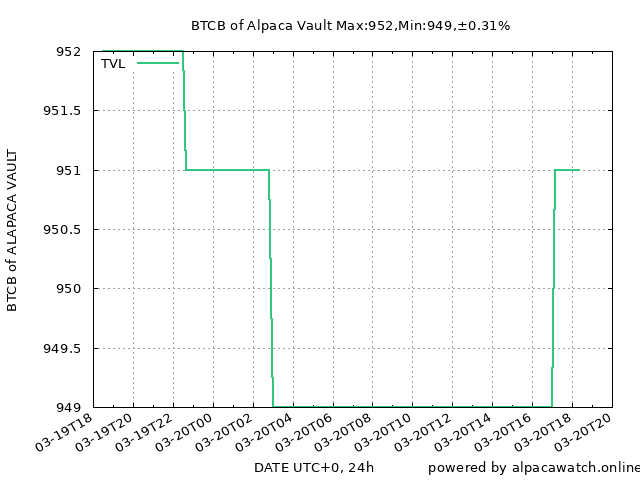 BTCB of Alpaca Vault Max:952,Min:949,±0.31%
TVL
952
951.5
951
950.5
950
949.5
949
BTCB of ALAPACA VAULT
03-19T18
03-19T20
03-19T22
03-20T00
03-20T02
03-20T04
03-20T06
03-20T08
03-20T10
03-20T12
03-20T14
03-20T16
03-20T18
03-20T20
DATE UTC+0, 24h
powered by alpacawatch.online